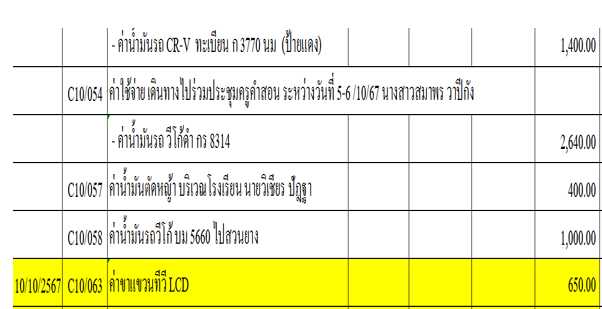 - ค่าน้ำมันรถ CR-V ทะเบียน ก 3770 นม (ป้ายแดง) 1,400.00
C10/054 ค่าใช้จ่าย เดินทางไปร่วมประชุมครูคำสอน ระหว่างวันที่ 5-6 /10/67 นางสาวสมาพร วาปีกัง
- ค่าน้ำมันรถ วีโก้ดำ กร 8314 2,640.00
C10/057 ค่าน้ำมันตัดหญ้า บริเวณโรงเรียน นายวิเชียร 400.00
C10/058 ค่าน้ำมันรถวีโก้ บม 5660 ไปสวนยาง 1,000.00
10/10/2567 C10/063 ค่าขาแขวนทีวี LCD 650.00